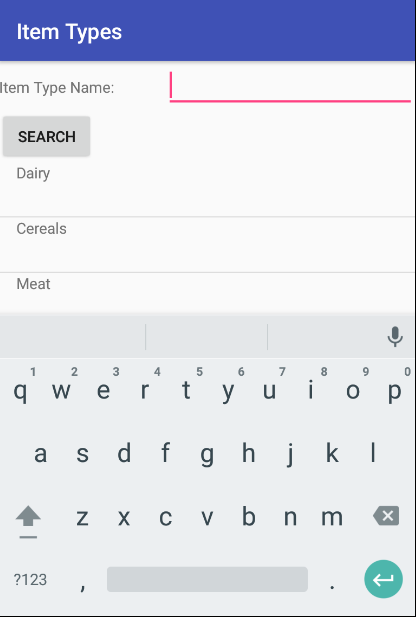 Item Types
Item Type Name:
SEARCH
Dairy
Cereals
Meat
1 2 3 4 5 6 7 8 9 0
q w e r t y u i o p
a s d f g h j k l
z x c v b n m
?123 , .